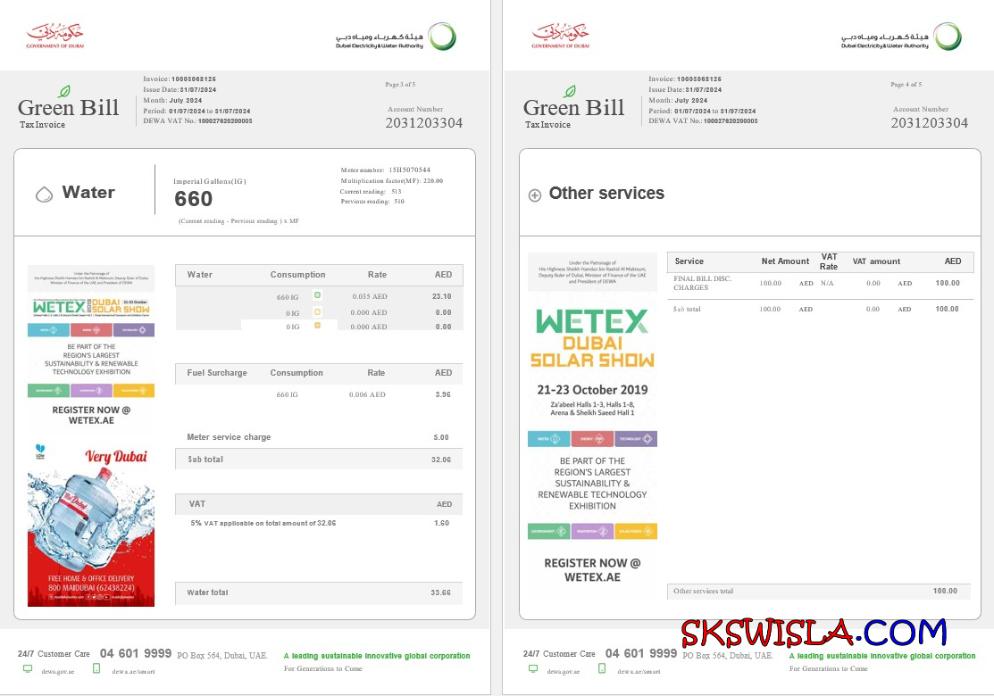 حكومة دبي
GOVERNMENT OF DUBAI
هيئة كهرباء ومياه دبي
Dubai Electricity & Water Authority
Green Bill
Tax Invoice
Invoice: 10005068126
Issue Date: 31/07/2024
Month: July 2024
Period: 01/07/2024 to 31/07/2024
DEWA VAT No.: 100027620200003
Page 3 of 5
Account Number
2031203304
Water
Imperial Gallons(IG)
660
(Current reading - Previous reading ) x MF
Meter number: 15H5070544
Multiplication factor(MF): 220.00
Current reading: 513
Previous reading: 510
Under the Patronage of
WETEX
DUBAI
SOLAR SHOW
BE PART OF THE
REGION'S LARGEST
SUSTAINABILITY & RENEWABLE
TECHNOLOGY EXHIBITION
REGISTER NOW @
WETEX.AE
Very Dubai
FREE HOME & OFFICE DELIVERY
800 MAIDUBAI (62438224)
Water Consumption Rate AED
660 IG 0.035 AED 23.10
0 IG 0.000 AED 0.00
0 IG 0.000 AED 0.00
Fuel Surcharge Consumption Rate AED
660 IG 0.006 AED 3.96
Meter service charge 5.00
Sub total 32.06
VAT AED
5% VAT applicable on total amount of 32.06 1.60
Water total 33.66
24/7 Customer Care 04 601 9999 PO Box 564, Dubai, UAE.
dewa.gov.ae dewa.ae/smart
A leading sustainable innovative global corporation
For Generations to Come
حكومة دبي
GOVERNMENT OF DUBAI
هيئة كهرباء ومياه دبي
Dubai Electricity & Water Authority
Green Bill
Tax Invoice
Invoice: 10005068126
Issue Date: 31/07/2024
Month: July 2024
Period: 01/07/2024 to 31/07/2024
DEWA VAT No.: 100027620200003
Page 4 of 5
Account Number
2031203304
Other services
Under the Patronage of
His Highness Sheikh Hamdan bin Rashid Al Maktoum,
Deputy Ruler of Dubai, Minister of Finance of the UAE
and President of DEWA
WETEX
DUBAI
SOLAR SHOW
21-23 October 2019
Za'abeel Halls 1-3, Halls 1-8,
Arena & Sheikh Saeed Hall 1
BE PART OF THE
REGION'S LARGEST
SUSTAINABILITY &
RENEWABLE TECHNOLOGY
EXHIBITION
REGISTER NOW @
WETEX.AE
Service Net Amount VAT Rate VAT amount AED
FINAL BILL DISC. CHARGES 100.00 AED N/A 0.00 AED 100.00
Sub total 100.00 AED 0.00 AED 100.00
Other services total 100.00
SKSWISLA.COM
24/7 Customer Care 04 601 9999 PO Box 564, Dubai, UAE.
dewa.gov.ae dewa.ae/smart
A leading sustainable innovative global corporation
For Generations to Come